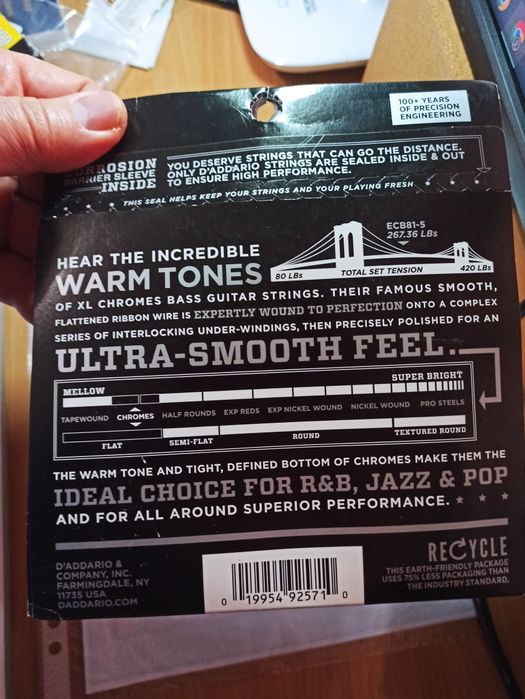 100+ YEARS
OF PRECISION
ENGINEERING
CORROSION
BARRIER SLEEVE
INSIDE
YOU DESERVE STRINGS THAT CAN GO THE DISTANCE.
ONLY D'ADDARIO STRINGS ARE SEALED INSIDE & OUT
TO ENSURE HIGH PERFORMANCE.
THIS SEAL HELPS KEEP YOUR STRINGS AND YOUR PLAYING FRESH
ECB81-5
267.36 LBs
80 LBs
TOTAL SET TENSION
420 LBs
HEAR THE INCREDIBLE
WARM TONES
OF XL CHROMES BASS GUITAR STRINGS. THEIR FAMOUS SMOOTH,
FLATTENED RIBBON WIRE IS EXPERTLY WOUND TO PERFECTION ONTO A COMPLEX
SERIES OF INTERLOCKING UNDER-WINDINGS, THEN PRECISELY POLISHED FOR AN
ULTRA-SMOOTH FEEL.
MELLOW
SUPER BRIGHT
TAPEWOUND CHROMES HALF ROUNDS EXP REDS EXP NICKEL WOUND NICKEL WOUND PRO STEELS
FLAT SEMI-FLAT ROUND TEXTURED ROUND
THE WARM TONE AND TIGHT, DEFINED BOTTOM OF CHROMES MAKE THEM THE
IDEAL CHOICE FOR R&B, JAZZ & POP
AND FOR ALL AROUND SUPERIOR PERFORMANCE.
D'ADDARIO &
COMPANY, INC.
FARMINGDALE, NY
11735 USA
DADDARIO.COM
0 19954 92571 0
RECYCLE
THIS EARTH-FRIENDLY PACKAGE
USES 75% LESS PACKAGING THAN
THE INDUSTRY STANDARD.